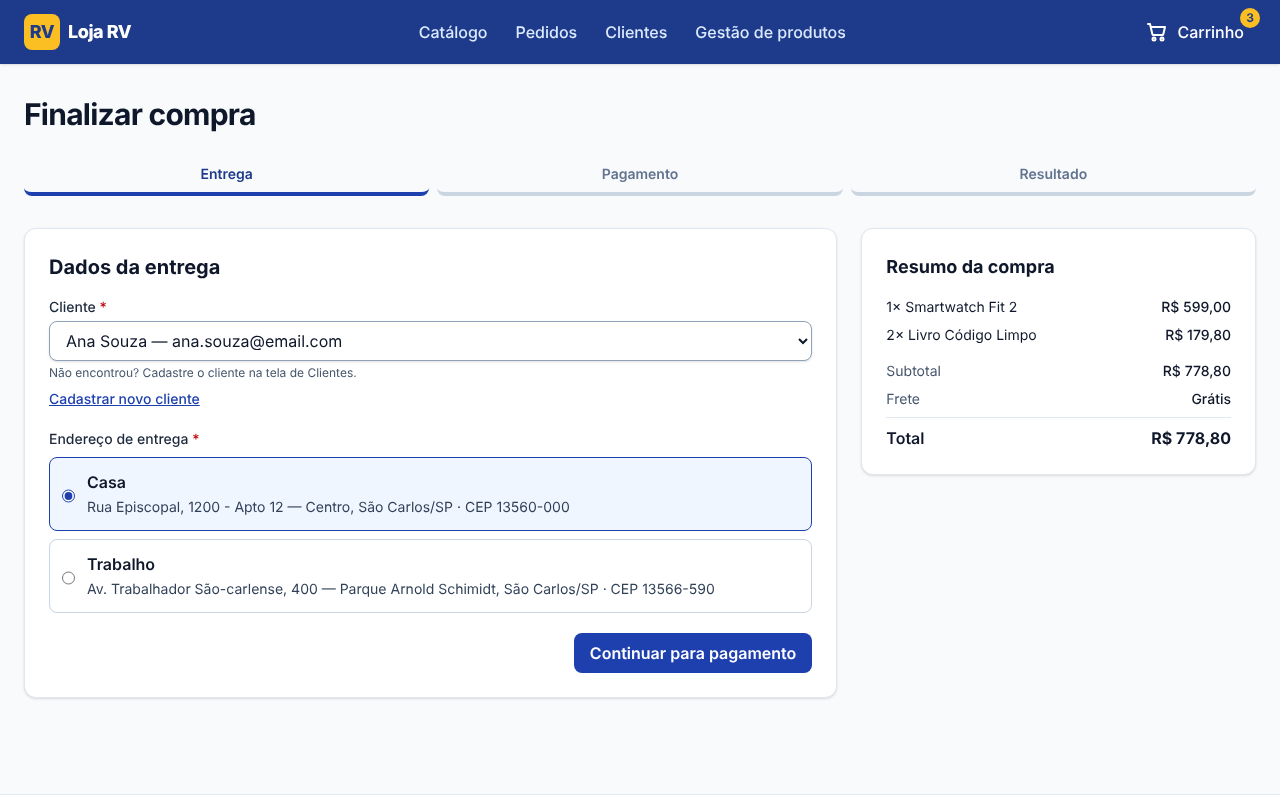 RV Loja RV
Catálogo Pedidos Clientes Gestão de produtos
Carrinho 3
Finalizar compra
Entrega Pagamento Resultado
Dados da entrega
Cliente *
Ana Souza — ana.souza@email.com
Não encontrou? Cadastre o cliente na tela de Clientes.
Cadastrar novo cliente
Endereço de entrega *
Casa
Rua Episcopal, 1200 - Apto 12 — Centro, São Carlos/SP · CEP 13560-000
Trabalho
Av. Trabalhador São-carlense, 400 — Parque Arnold Schimidt, São Carlos/SP · CEP 13566-590
Continuar para pagamento
Resumo da compra
1× Smartwatch Fit 2 R$ 599,00
2× Livro Código Limpo R$ 179,80
Subtotal R$ 778,80
Frete Grátis
Total R$ 778,80